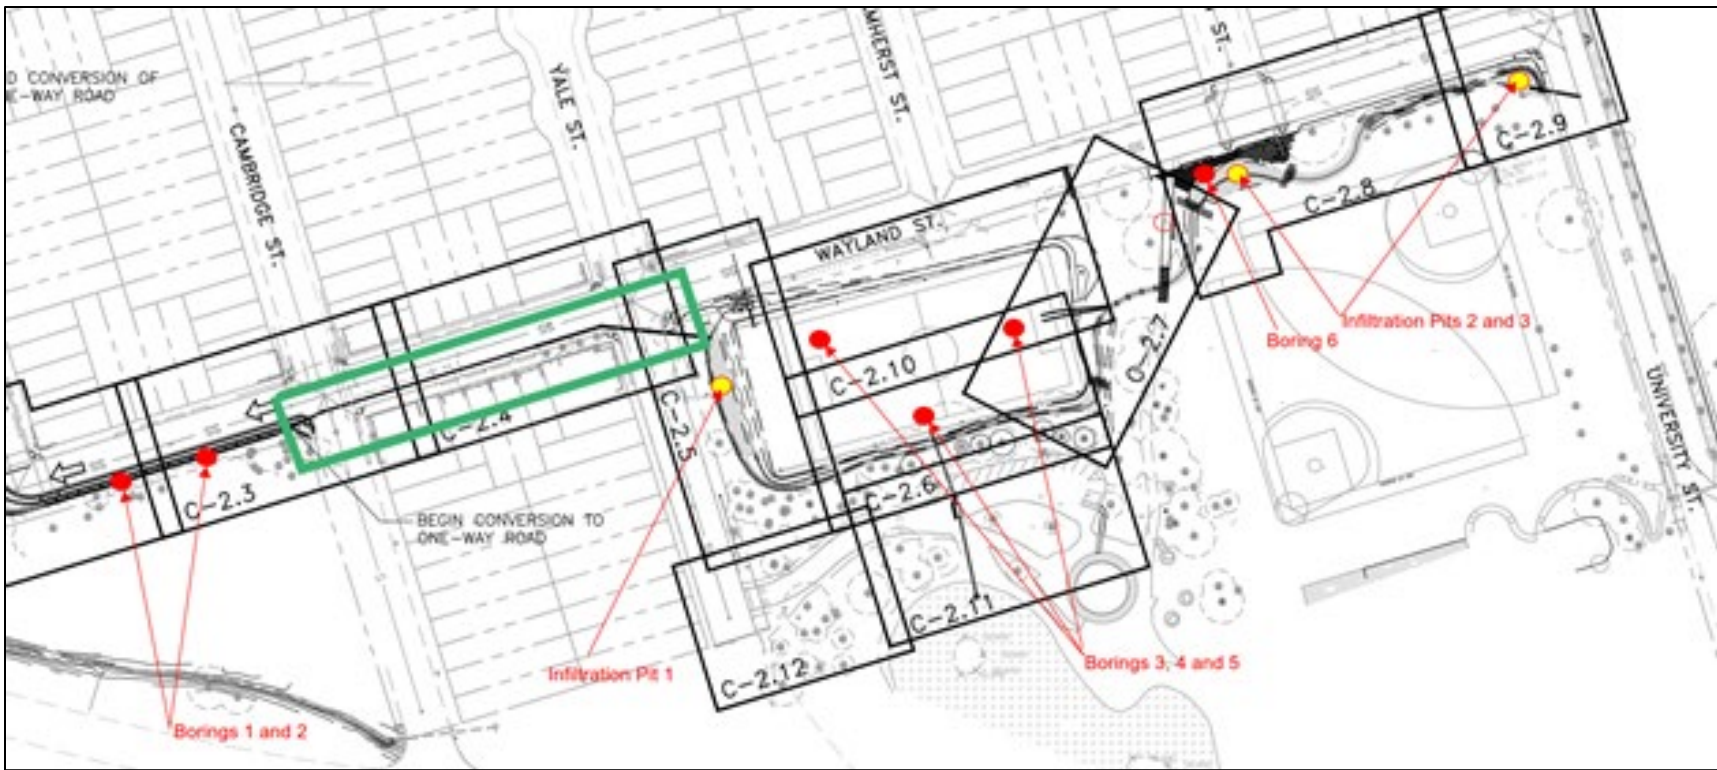 D CONVERSION OF
E-WAY ROAD
CAMBRIDGE ST.
YALE ST.
MHERST ST.
ST.
WAYLAND ST.
UNIVERSITY ST.
C-2.3
C-2.4
C-2.5
C-2.6
C-2.7
C-2.8
C-2.9
C-2.10
C-2.11
C-2.12
BEGIN CONVERSION TO
ONE-WAY ROAD
Boring 6
Infiltration Pits 2 and 3
Infiltration Pit 1
Borings 3, 4 and 5
Borings 1 and 2